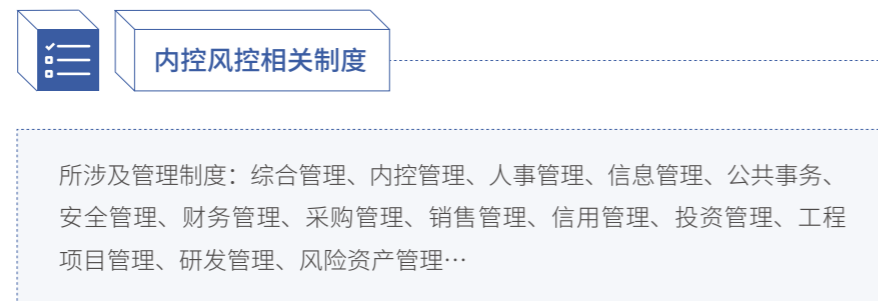 内控风控相关制度
所涉及管理制度：综合管理、内控管理、人事管理、信息管理、公共事务、
安全管理、财务管理、采购管理、销售管理、信用管理、投资管理、工程
项目管理、研发管理、风险资产管理…